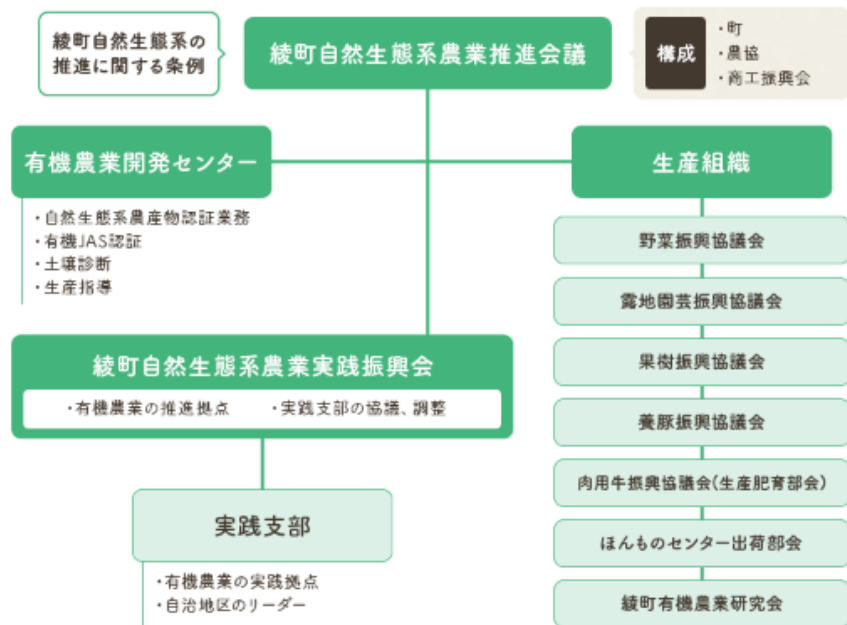 綾町自然生態系の
推進に関する条例
綾町自然生態系農業推進会議
構成
・町
・農協
・商工振興会
有機農業開発センター
・自然生態系農産物認証業務
・有機JAS認証
・土壌診断
・生産指導
生産組織
野菜振興協議会
露地園芸振興協議会
果樹振興協議会
養豚振興協議会
肉用牛振興協議会(生産肥育部会)
ほんものセンター出荷部会
綾町有機農業研究会
綾町自然生態系農業実践振興会
・有機農業の推進拠点 ・実践支部の協議、調整
実践支部
・有機農業の実践拠点
・自治地区のリーダー